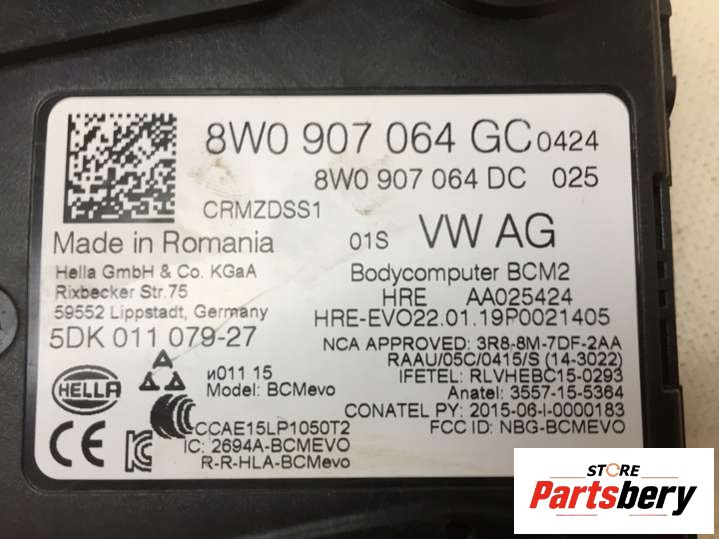 8W0 907 064 GC 0424
8W0 907 064 DC 025
CRMZDSS1
Made in Romania 01S VW AG
Hella GmbH & Co. KGaA
Rixbecker Str.75
59552 Lippstadt, Germany
5DK 011 079-27
Bodycomputer BCM2
HRE AA025424
HRE-EVO22.01.19P0021405
NCA APPROVED: 3R8-8M-7DF-2AA
RAAU/05C/0415/S (14-3022)
IFETEL: RLVHEBC15-0293
Anatel: 3557-15-5364
CONATEL PY: 2015-06-I-0000183
FCC ID: NBG-BCMEVO
HELLA
и011 15
Model: BCMevo
CCAE15LP1050T2
IC: 2694A-BCMEVO
R-R-HLA-BCMevo
CE
STORE
Partsbery